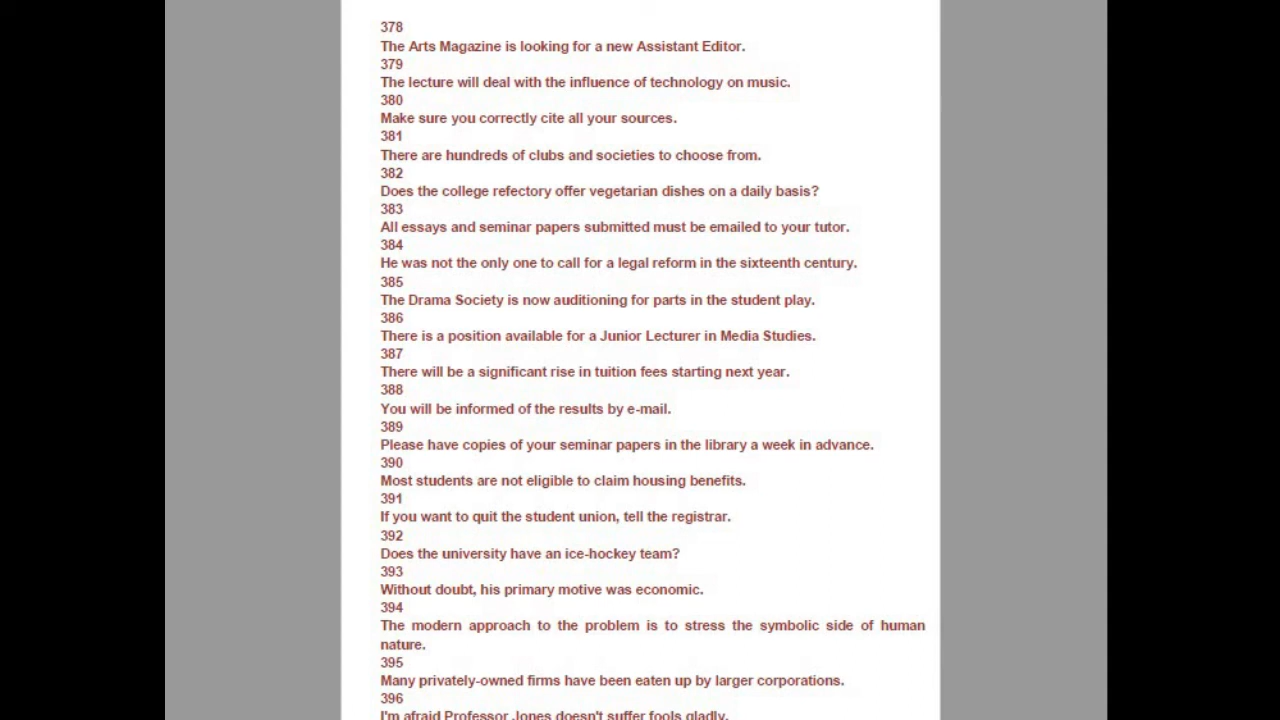 378
The Arts Magazine is looking for a new Assistant Editor.
379
The lecture will deal with the influence of technology on music.
380
Make sure you correctly cite all your sources.
381
There are hundreds of clubs and societies to choose from.
382
Does the college refectory offer vegetarian dishes on a daily basis?
383
All essays and seminar papers submitted must be emailed to your tutor.
384
He was not the only one to call for a legal reform in the sixteenth century.
385
The Drama Society is now auditioning for parts in the student play.
386
There is a position available for a Junior Lecturer in Media Studies.
387
There will be a significant rise in tuition fees starting next year.
388
You will be informed of the results by e-mail.
389
Please have copies of your seminar papers in the library a week in advance.
390
Most students are not eligible to claim housing benefits.
391
If you want to quit the student union, tell the registrar.
392
Does the university have an ice-hockey team?
393
Without doubt, his primary motive was economic.
394
The modern approach to the problem is to stress the symbolic side of human
nature.
395
Many privately-owned firms have been eaten up by larger corporations.
396
I'm afraid Professor Jones doesn't suffer fools gladly.